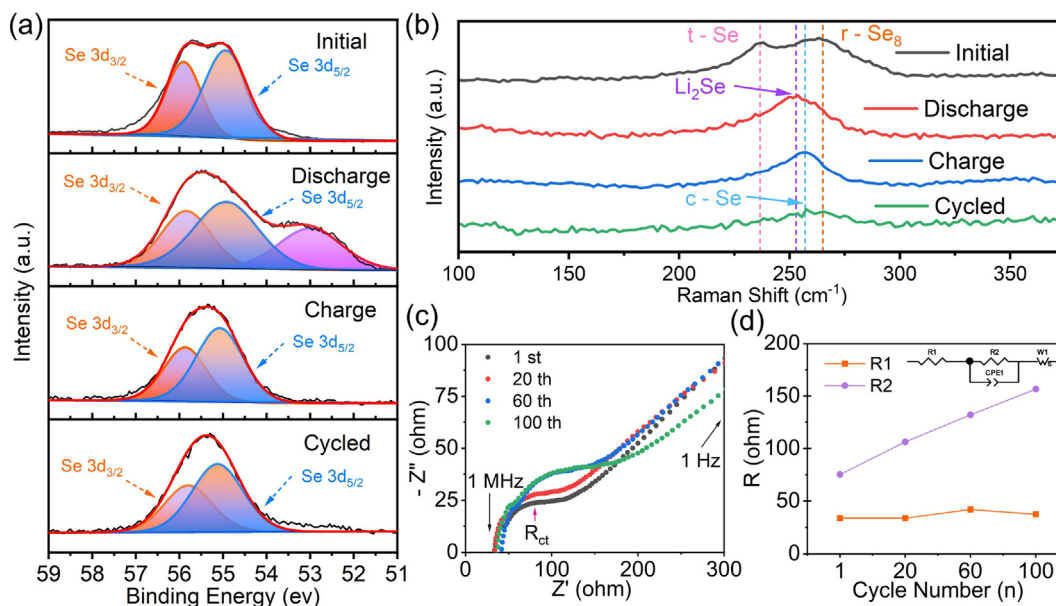 (a)
Initial
Se 3d3/2
Se 3d5/2
Discharge
Se 3d3/2
Se 3d5/2
Charge
Se 3d3/2
Se 3d5/2
Cycled
Se 3d3/2
Se 3d5/2
Intensity (a.u.)
59 58 57 56 55 54 53 52 51
Binding Energy (ev)
(b)
t - Se
r - Se8
Initial
Li2Se
Discharge
Charge
c - Se
Cycled
Intensity (a.u.)
100 150 200 250 300 350
Raman Shift (cm-1)
(c)
100
75
50
25
0
- Z'' (ohm)
1 st
20 th
60 th
100 th
1 MHz
1 Hz
Rct
0 100 200 300
Z' (ohm)
(d)
200
150
100
50
0
R (ohm)
R1
R2
R1
R2
W1
CPE1
1 20 60 100
Cycle Number (n)